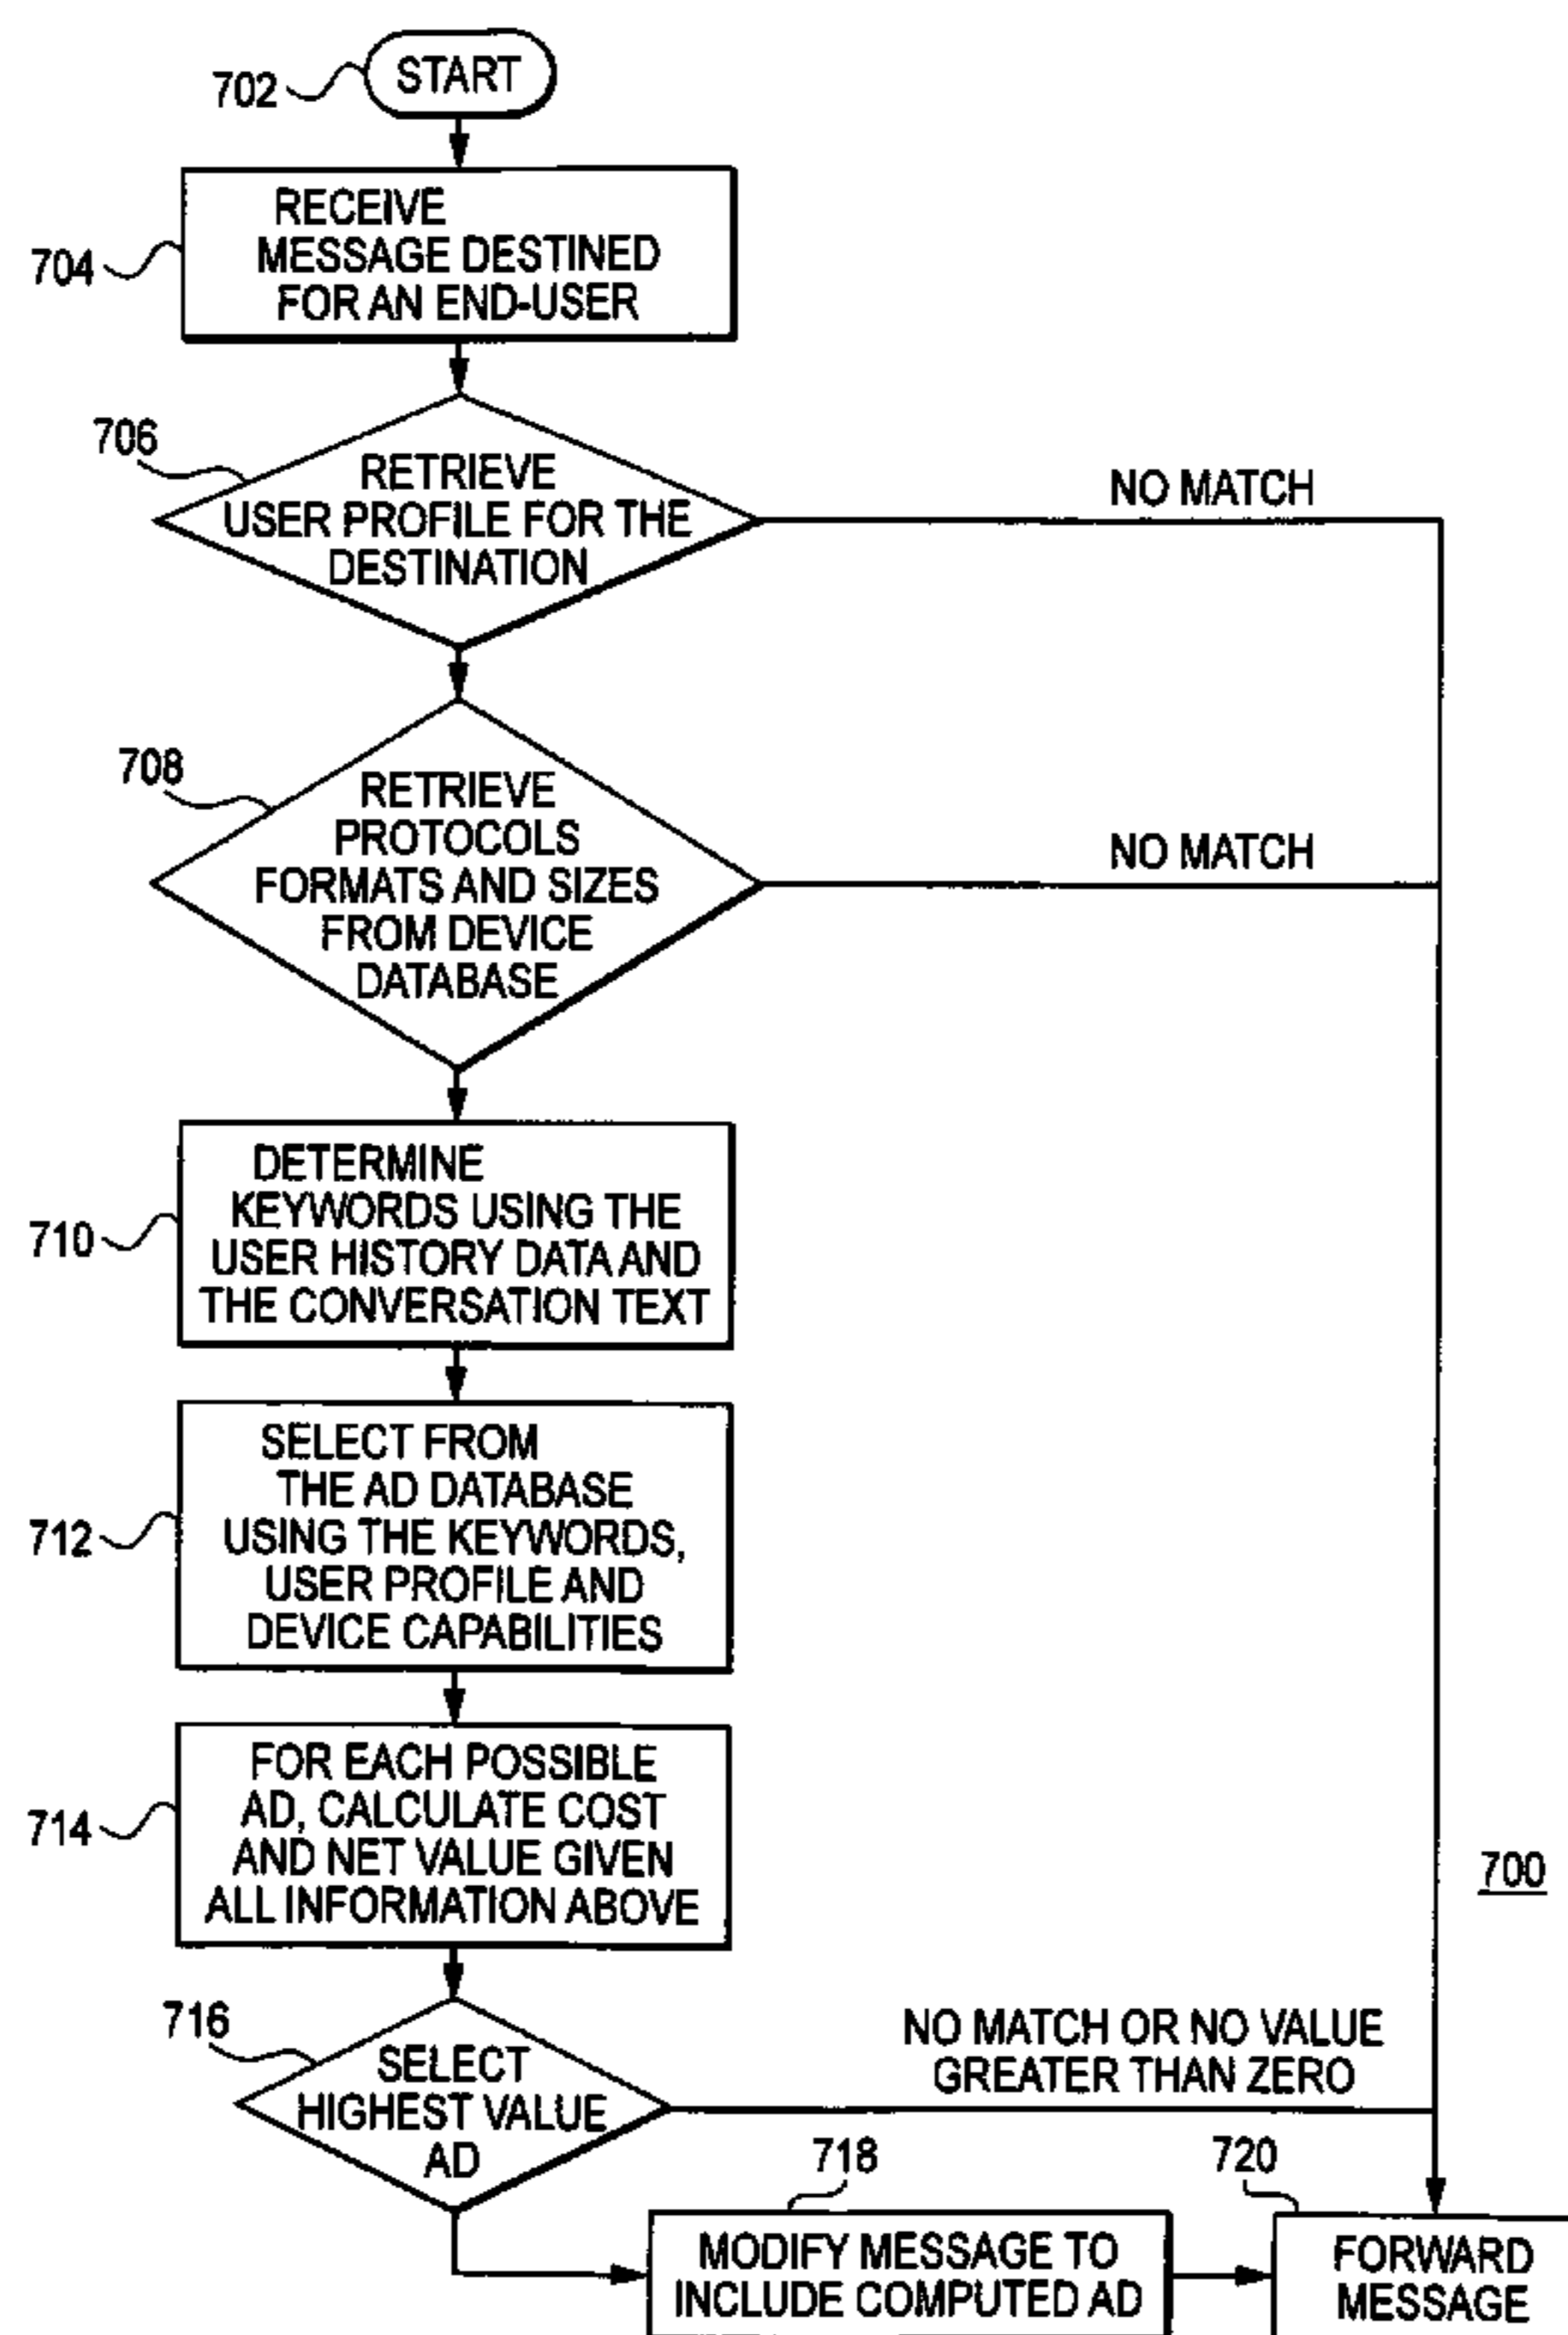 702
START
704
RECEIVE
MESSAGE DESTINED
FOR AN END-USER
706
RETRIEVE
USER PROFILE FOR THE
DESTINATION
NO MATCH
708
RETRIEVE
PROTOCOLS
FORMATS AND SIZES
FROM DEVICE
DATABASE
NO MATCH
710
DETERMINE
KEYWORDS USING THE
USER HISTORY DATA AND
THE CONVERSATION TEXT
712
SELECT FROM
THE AD DATABASE
USING THE KEYWORDS,
USER PROFILE AND
DEVICE CAPABILITIES
714
FOR EACH POSSIBLE
AD, CALCULATE COST
AND NET VALUE GIVEN
ALL INFORMATION ABOVE
700
716
SELECT
HIGHEST VALUE
AD
NO MATCH OR NO VALUE
GREATER THAN ZERO
718
MODIFY MESSAGE TO
INCLUDE COMPUTED AD
720
FORWARD
MESSAGE